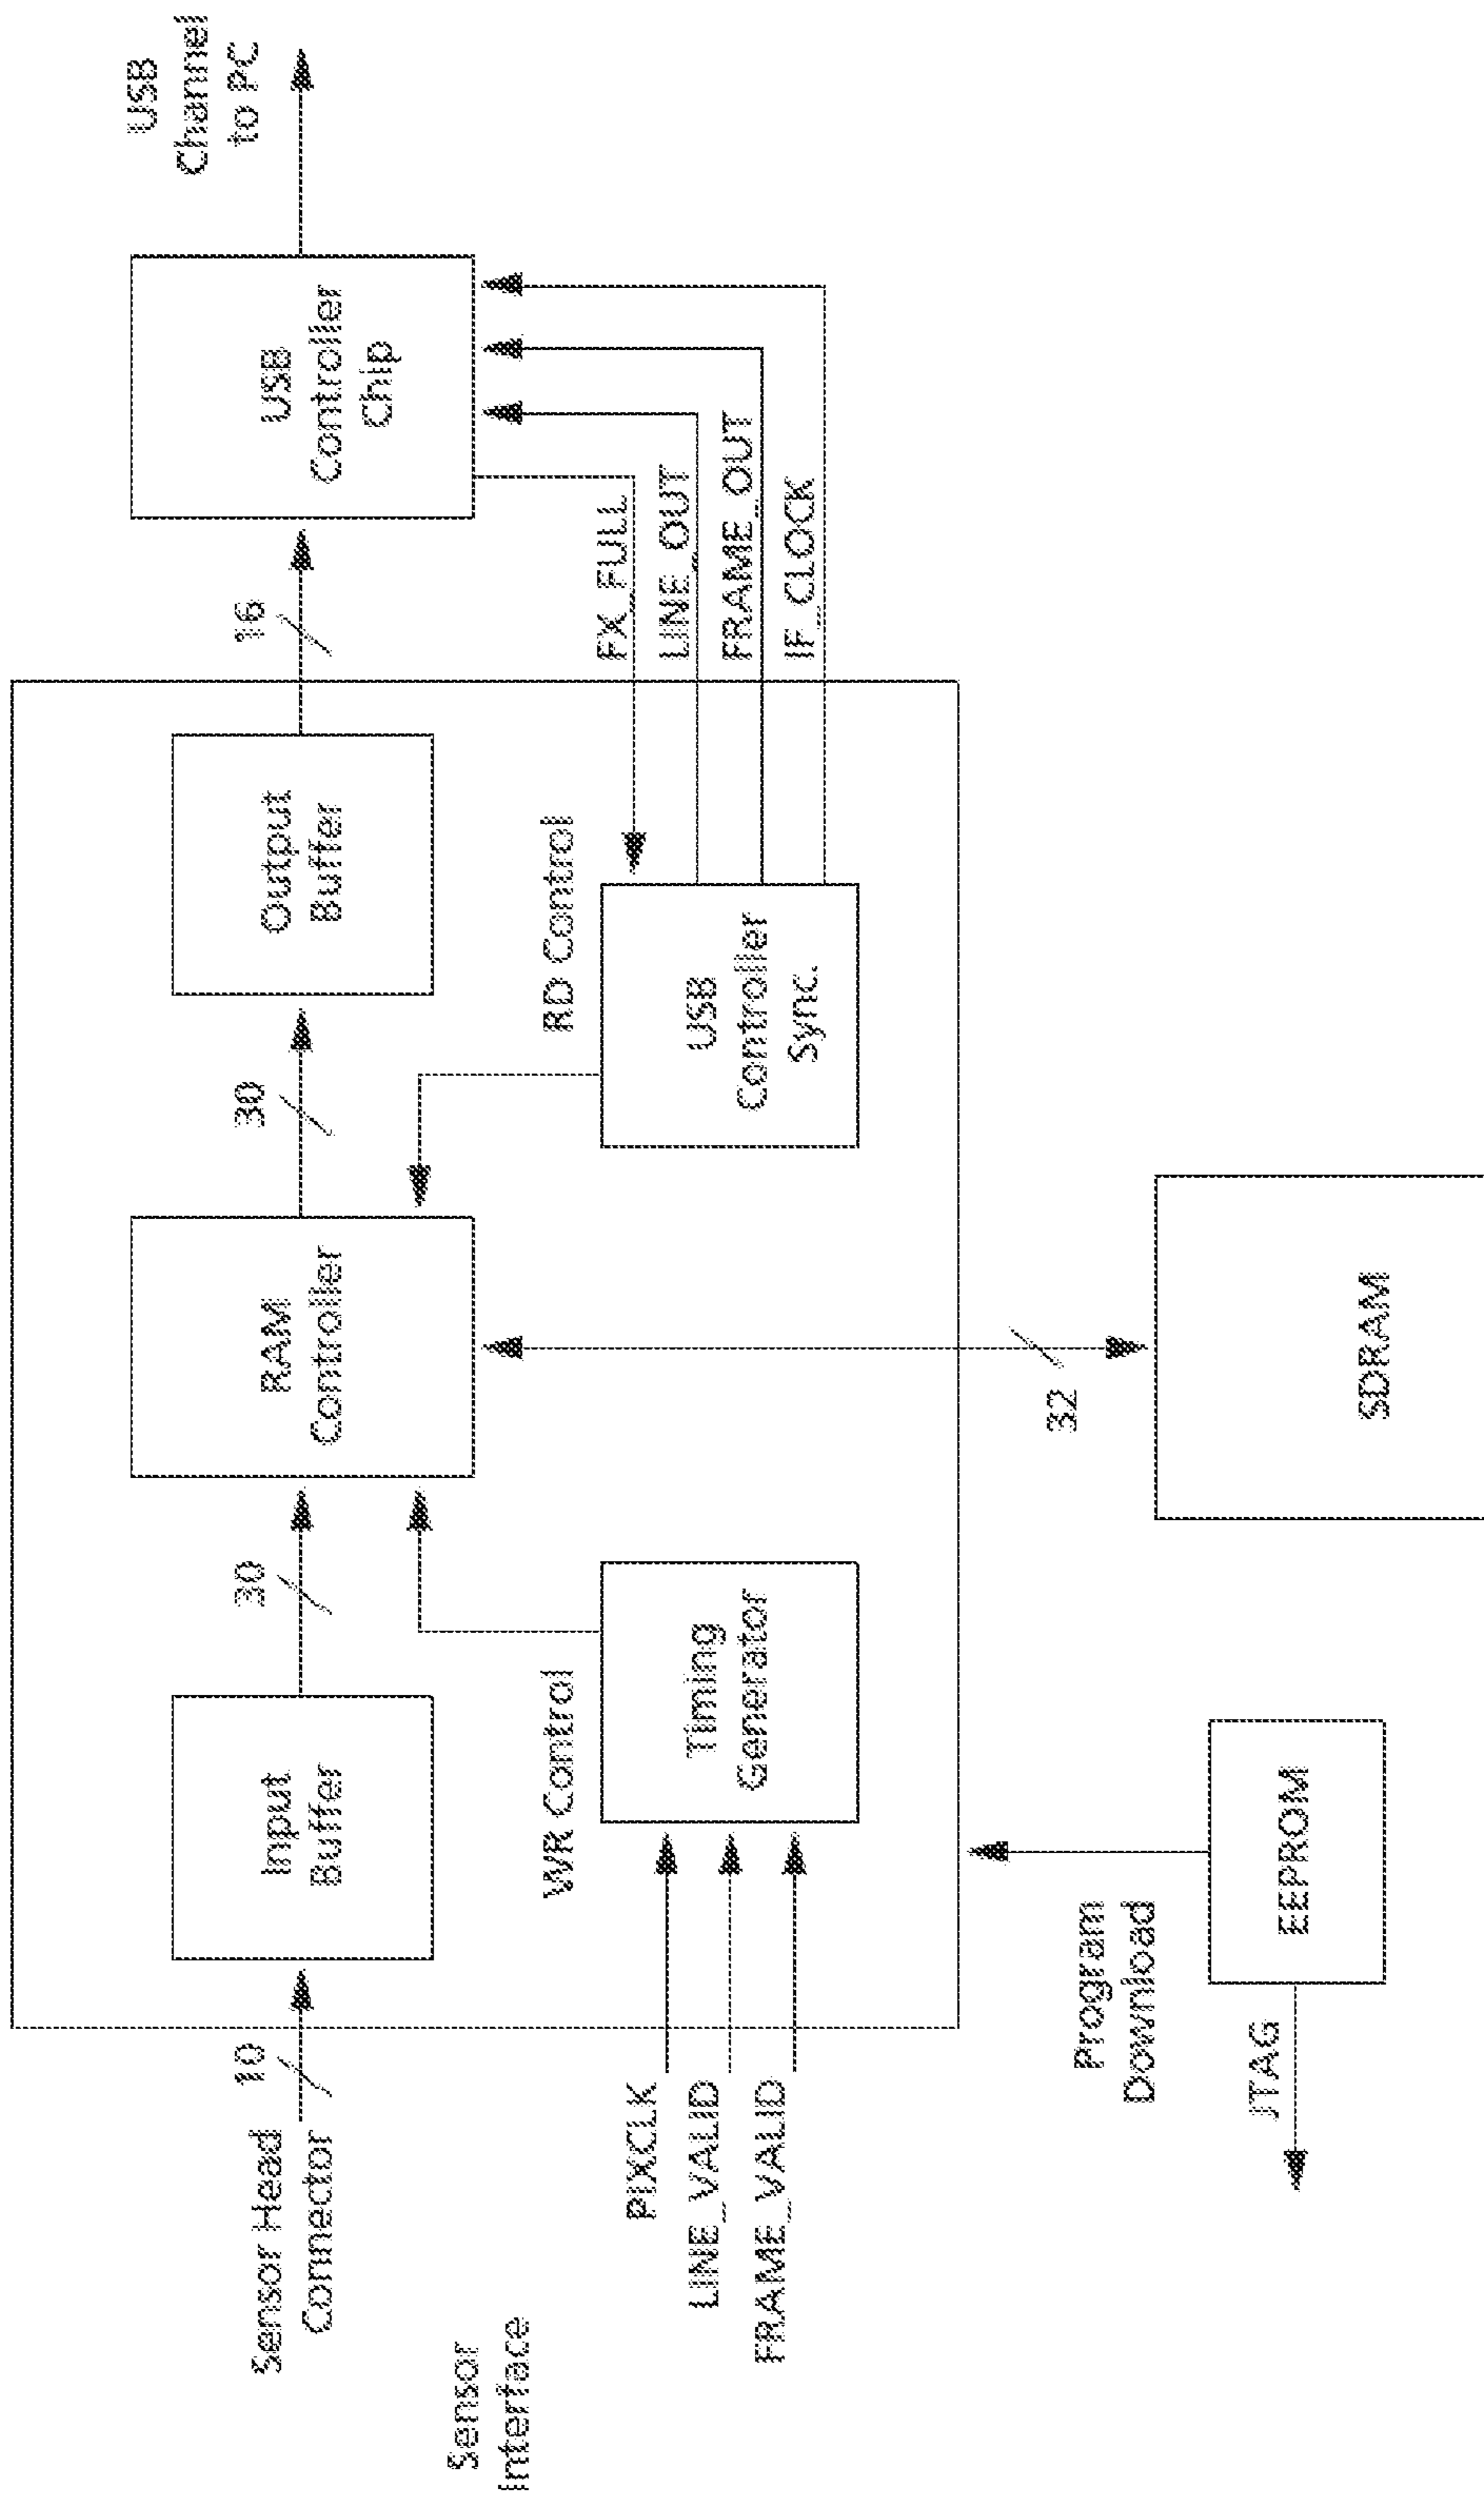 Sensor Head
Connector
10
Input
Buffer
30
RAM
Controller
30
Output
Buffer
16
USB
Controller
Chip
USB
Channel
to PC
Sensor
Interface
PIXCLK
LINE_VALID
FRAME_VALID
WR Control
Timing
Generator
RD Control
USB
Controller
Sync.
FX_FULL
LINE_OUT
FRAME_OUT
IF_CLOCK
32
SDRAM
Program
Download
EEPROM
JTAG